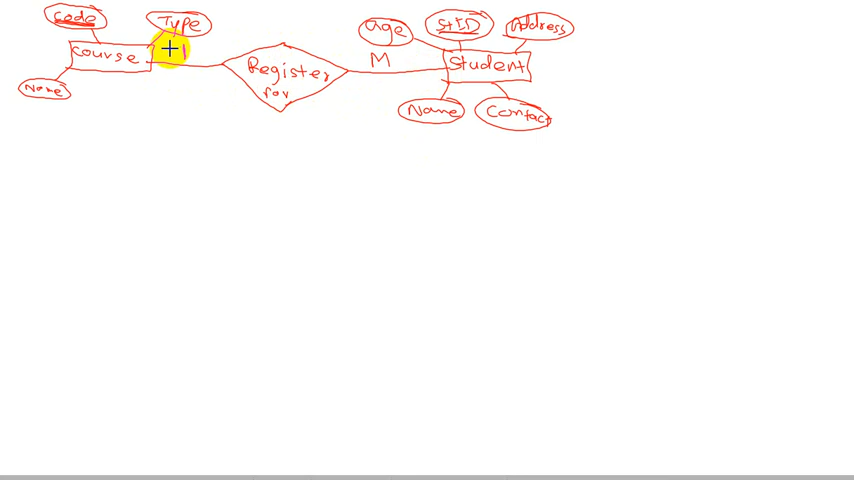 code
Type
course
1
Name
Register
for
M
age
StID
Address
Student
Name
Contact